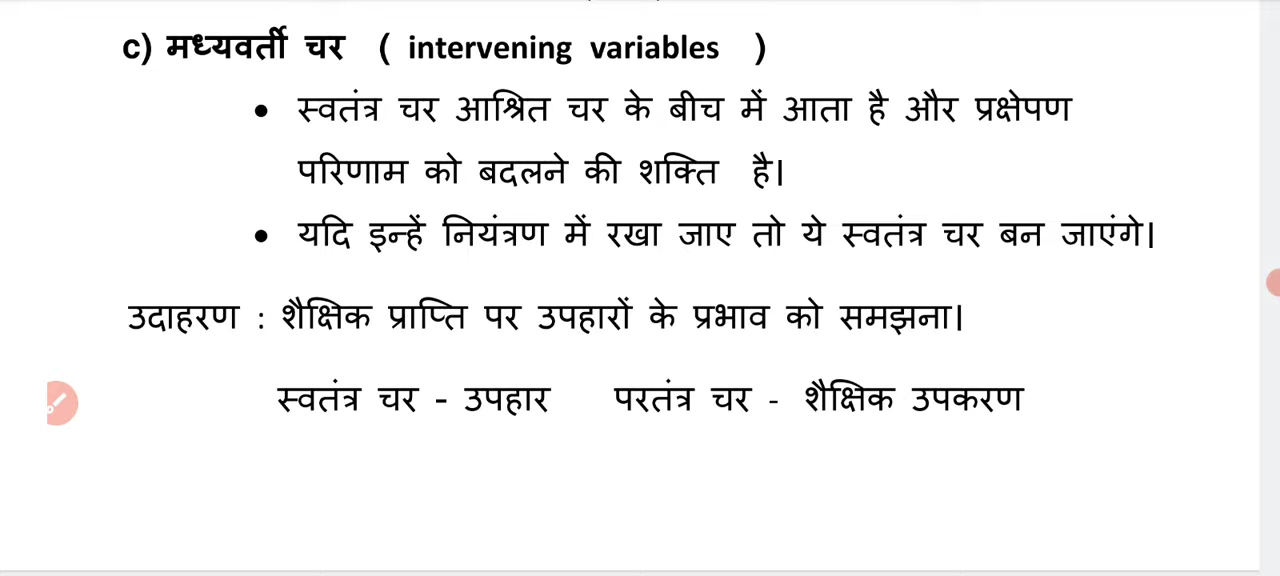 c) मध्यवर्ती चर ( intervening variables )
• स्वतंत्र चर आश्रित चर के बीच में आता है और प्रक्षेपण
परिणाम को बदलने की शक्ति है।
• यदि इन्हें नियंत्रण में रखा जाए तो ये स्वतंत्र चर बन जाएंगे।
उदाहरण : शैक्षिक प्राप्ति पर उपहारों के प्रभाव को समझना।
स्वतंत्र चर - उपहार परतंत्र चर - शैक्षिक उपकरण